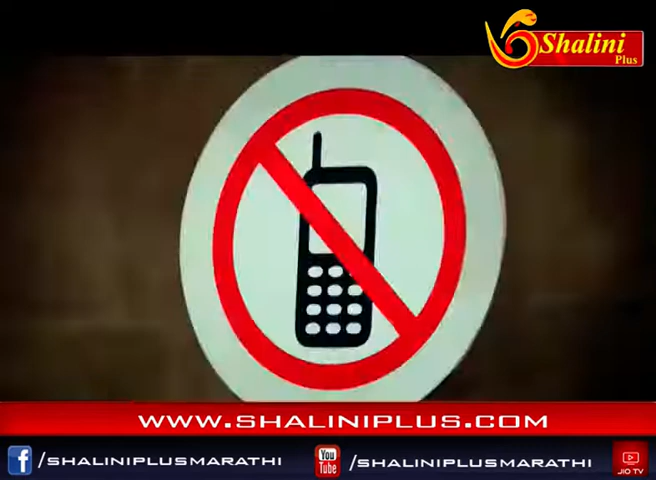 Shalini
Plus
WWW.SHALINIPLUS.COM
/SHALINIPLUSMARATHI
You
Tube
/SHALINIPLUSMARATHI
JIO TV